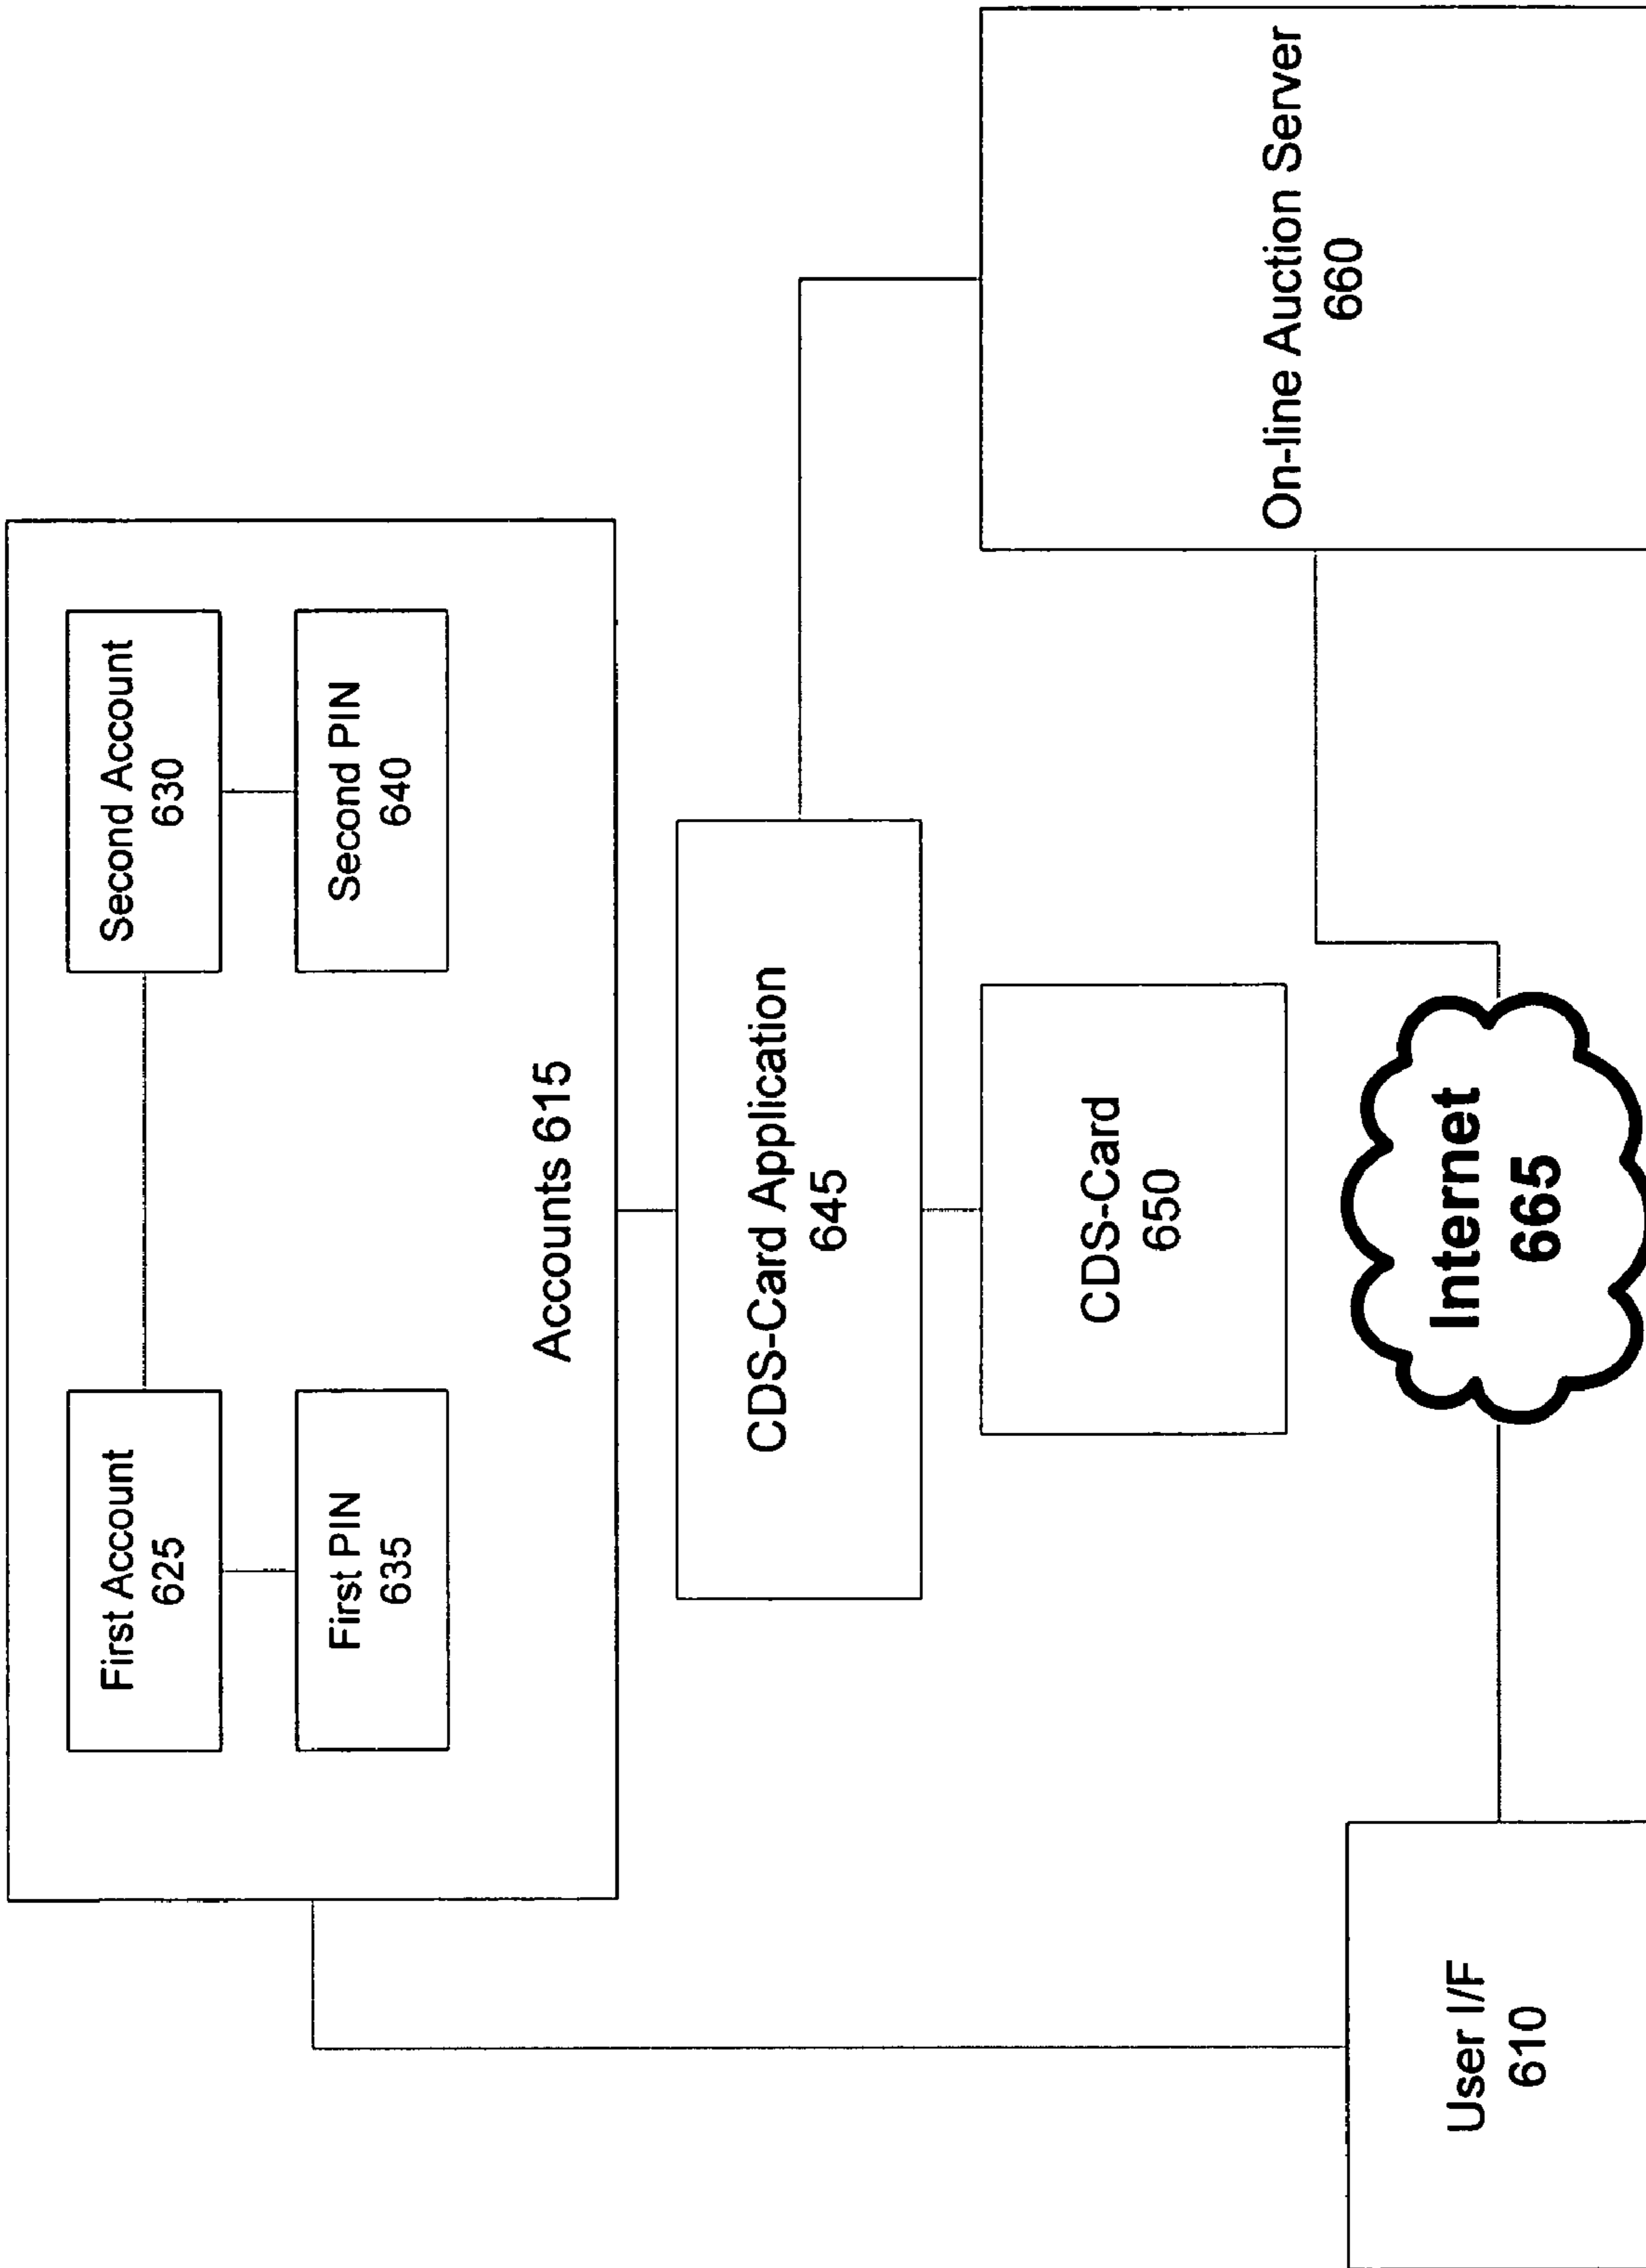 First Account
625
Second Account
630
First PIN
635
Second PIN
640
Accounts 615
CDS-Card Application
645
CDS-Card
650
On-line Auction Server
660
Internet
665
User I/F
610